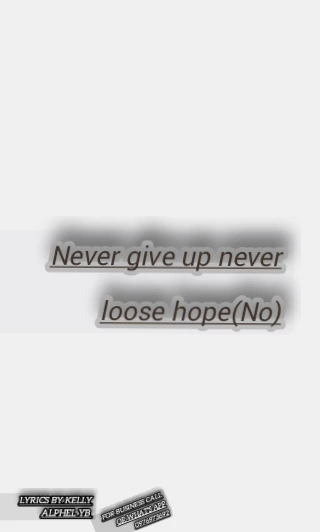 Never give up never
loose hope(No)
LYRICS BY KELLY
ALPHEL YB
FOR BUSINESS CALL
OR WHATSAPP